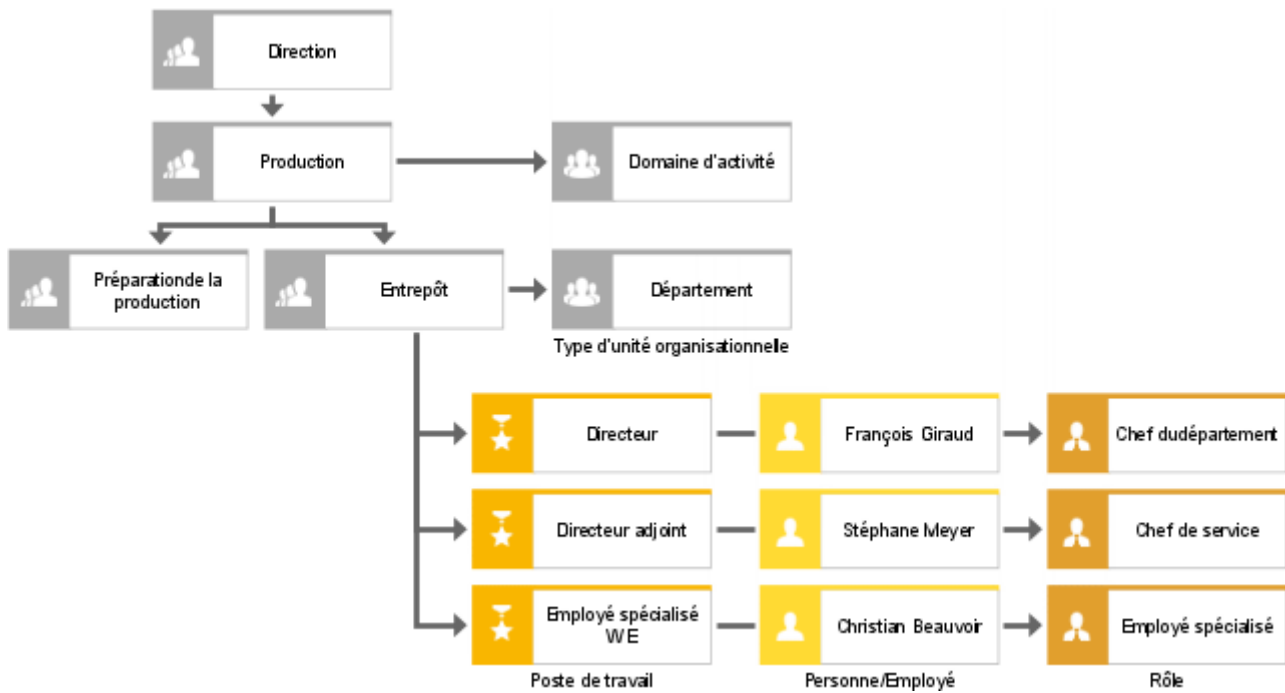 Direction
Production
Domaine d'activité
Préparationde la
production
Entrepôt
Département
Type d'unité organisationnelle
Directeur
François Giraud
Chef dudépartement
Directeur adjoint
Stéphane Meyer
Chef de service
Employé spécialisé
WE
Christian Beauvoir
Employé spécialisé
Poste de travail
Personne/Employé
Rôle